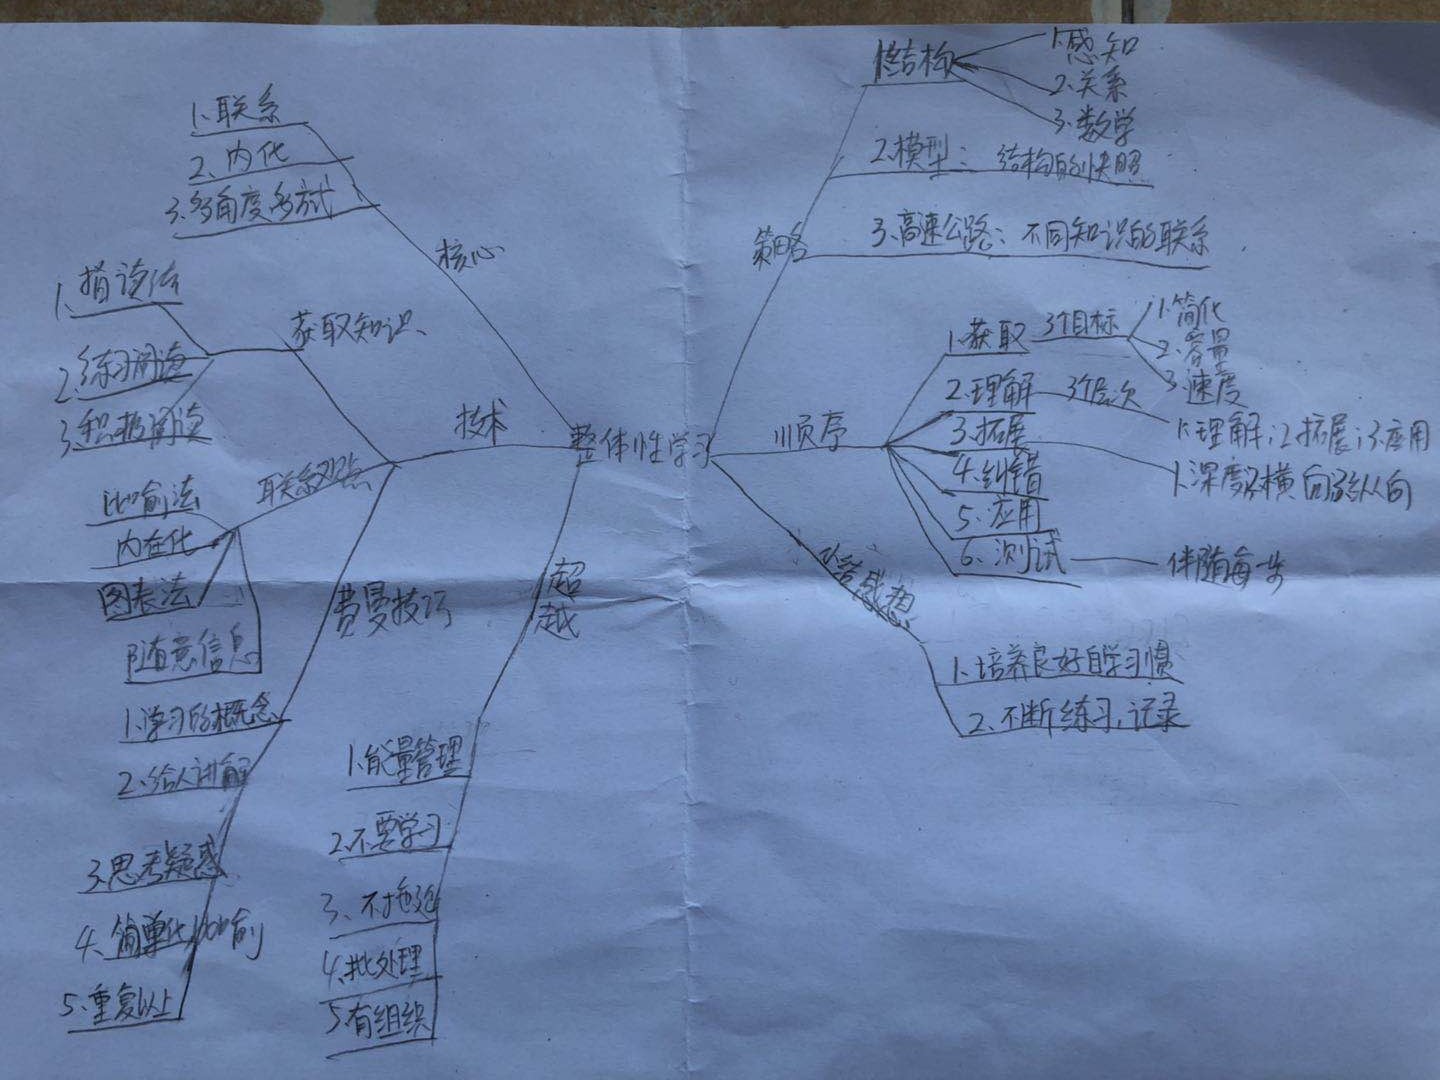 整体性学习
核心
1.联系
2.内化
3.多角度多方式
技术
获取知识
1.指读法
2.练习阅读
3.积极阅读
联系观点
比喻法
内在化
图表法
随意信息
费曼技巧
1.学习的概念
2.给人讲解
3.思考疑惑
4.简单化比喻
5.重复以上
超越
1.能量管理
2.不要学习
3.不拖延
4.批处理
5.有组织
策略
1.结构
1.感知
2.关系
3.数学
2.模型：结构的快照
3.高速公路：不同知识的联系
顺序
1.获取 3个目标
1.简化
2.容量
3.速度
2.理解 3个层次
1.理解；2拓展；3应用
3.拓展
1.深度2横向3纵向
4.纠错
5.应用
6.测试 伴随每一步
总结感想
1.培养良好自学习惯
2.不断练习，记录